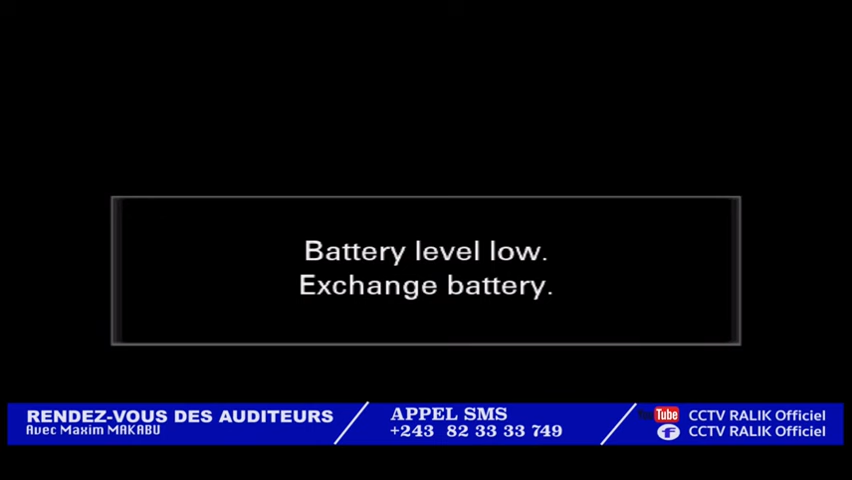 Battery level low.
Exchange battery.
RENDEZ-VOUS DES AUDITEURS
Avec Maxim MAKABU
APPEL SMS
+243 82 33 33 749
Tube CCTV RALIK Officiel
f CCTV RALIK Officiel